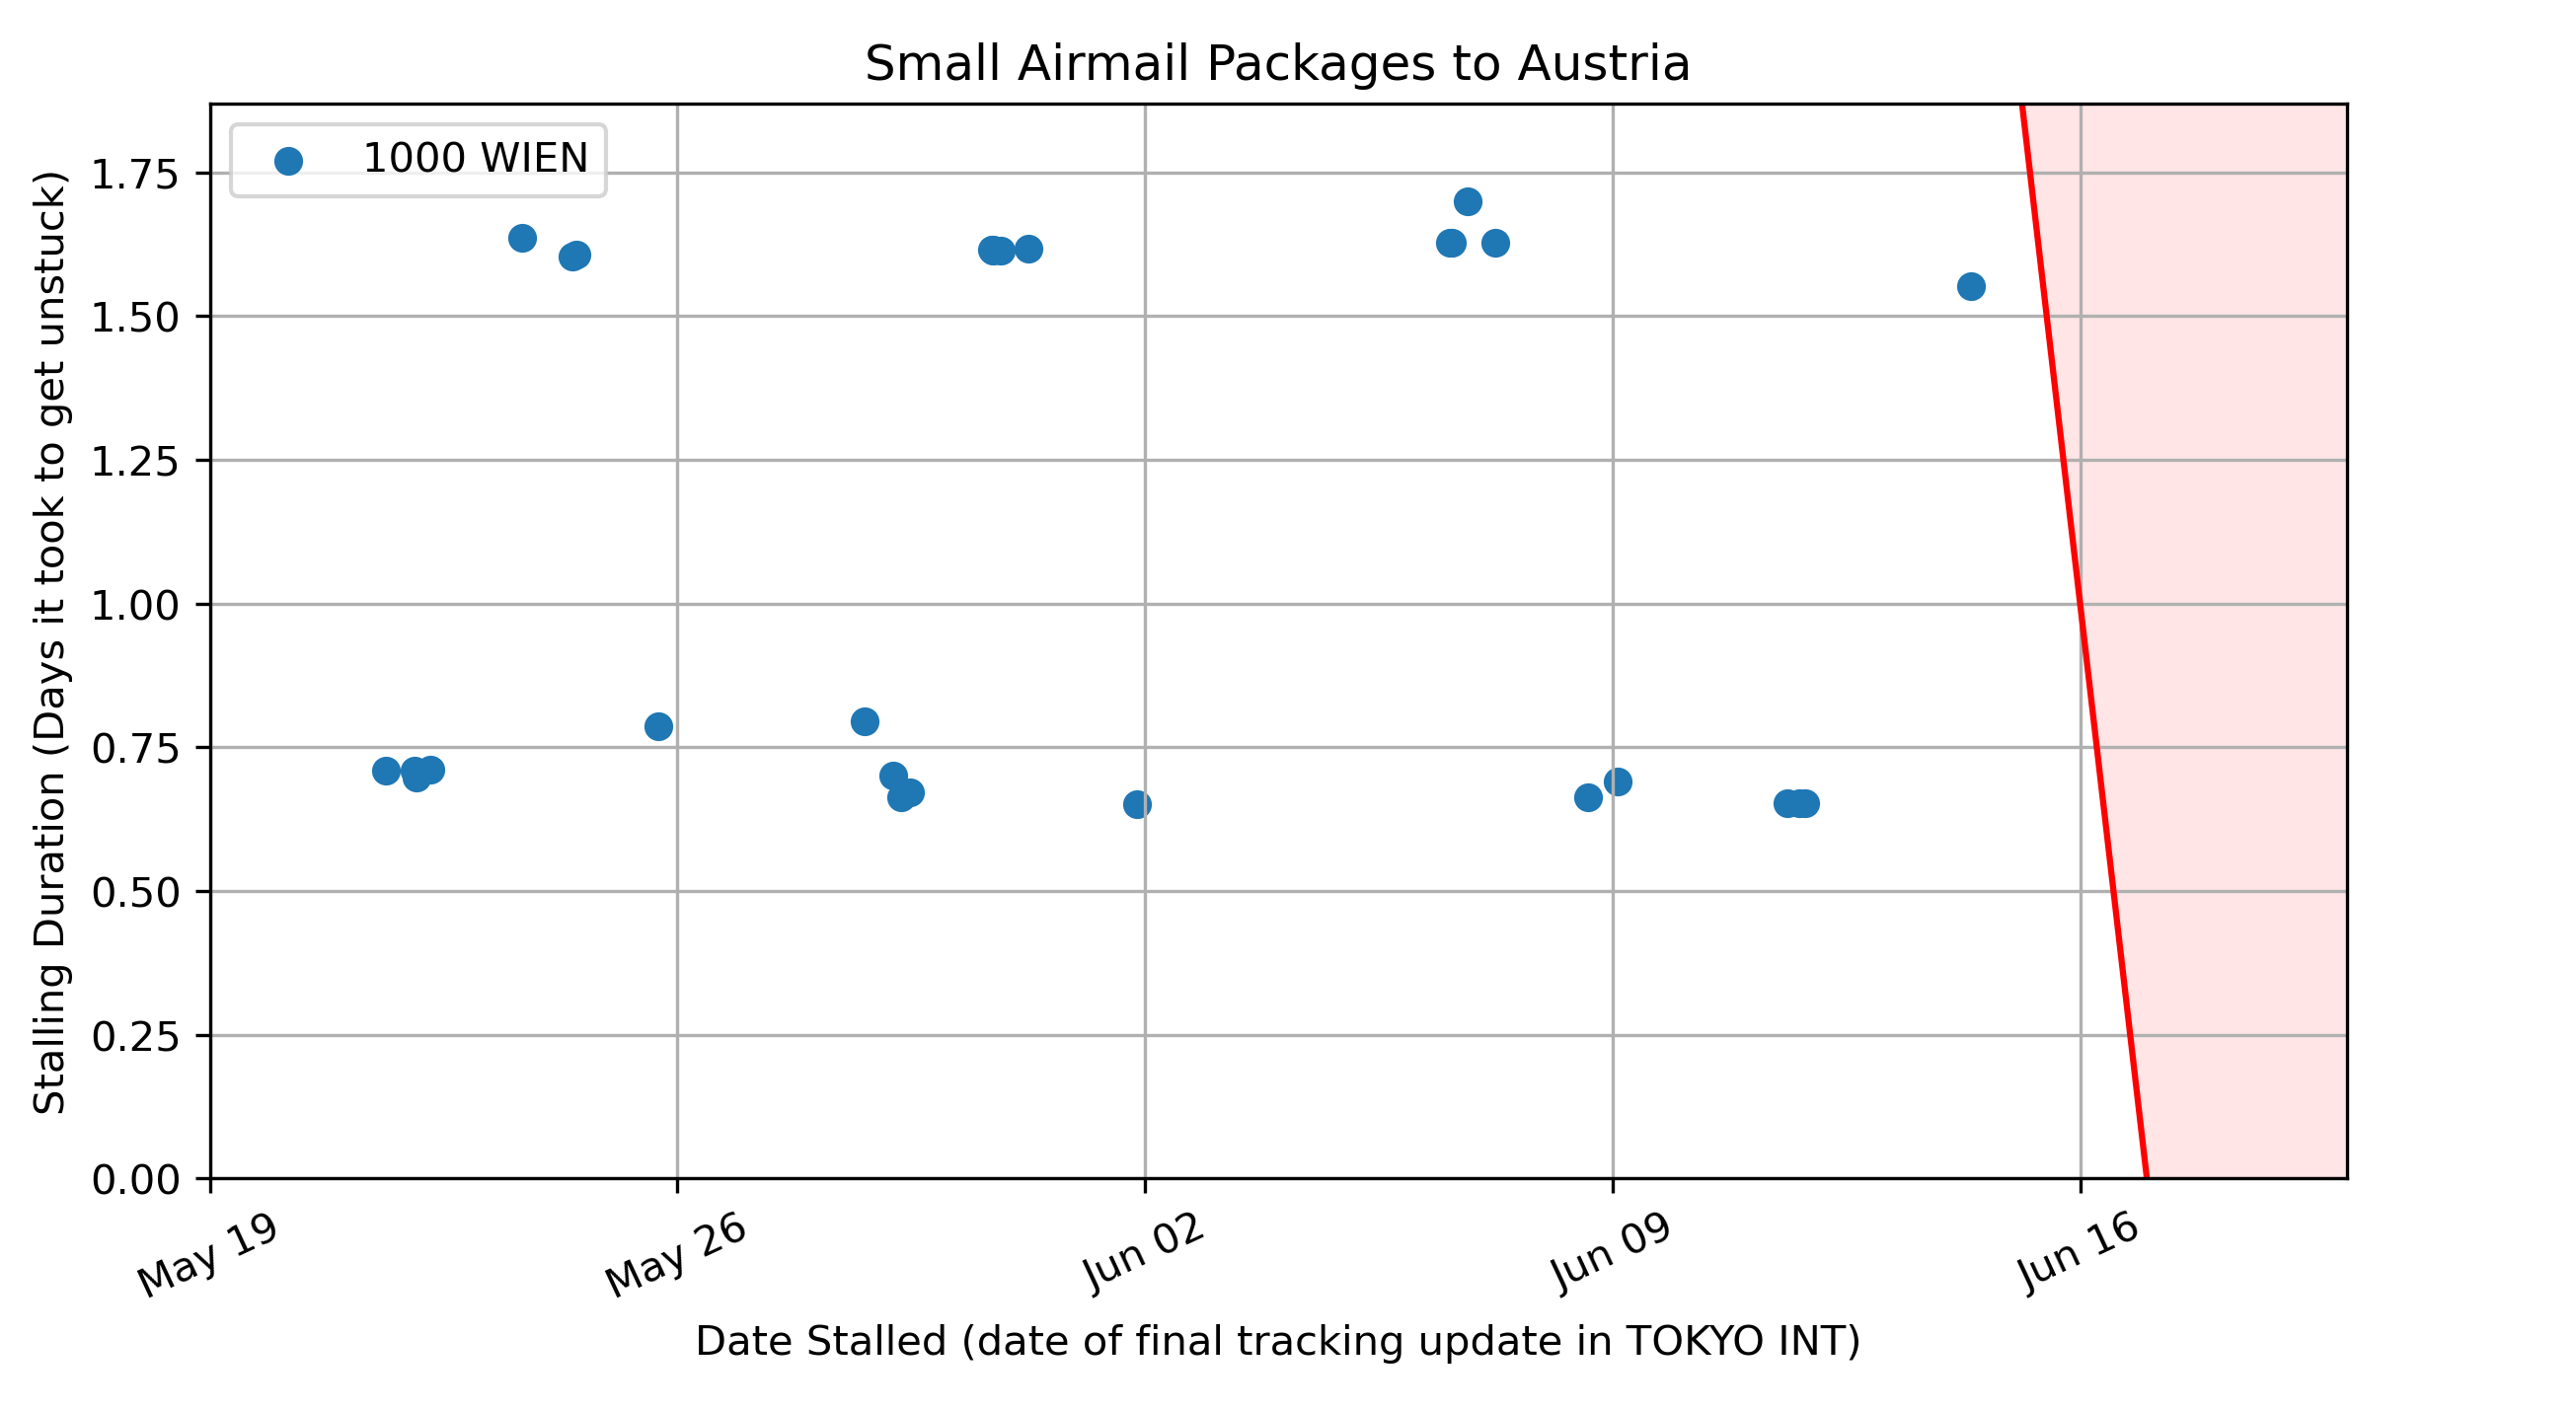 Small Airmail Packages to Austria
1000 WIEN
Stalling Duration (Days it took to get unstuck)
1.75
1.50
1.25
1.00
0.75
0.50
0.25
0.00
May 19
May 26
Jun 02
Jun 09
Jun 16
Date Stalled (date of final tracking update in TOKYO INT)